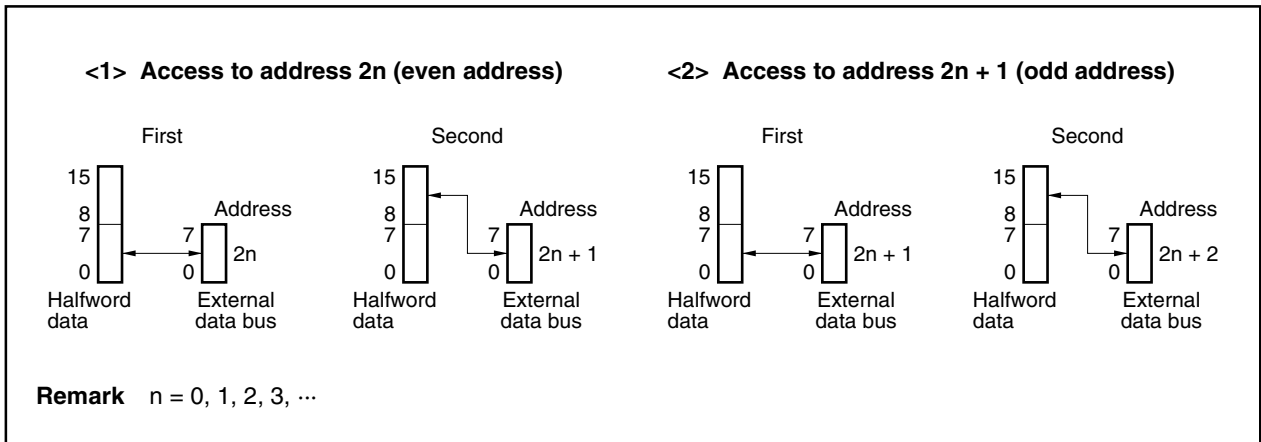 <1> Access to address 2n (even address)
<2> Access to address 2n + 1 (odd address)
First
15
8
7
0
Halfword
data
Address
7
0
2n
External
data bus
Second
15
8
7
0
Halfword
data
Address
7
0
2n + 1
External
data bus
First
15
8
7
0
Halfword
data
Address
7
0
2n + 1
External
data bus
Second
15
8
7
0
Halfword
data
Address
7
0
2n + 2
External
data bus
Remark n = 0, 1, 2, 3, ···